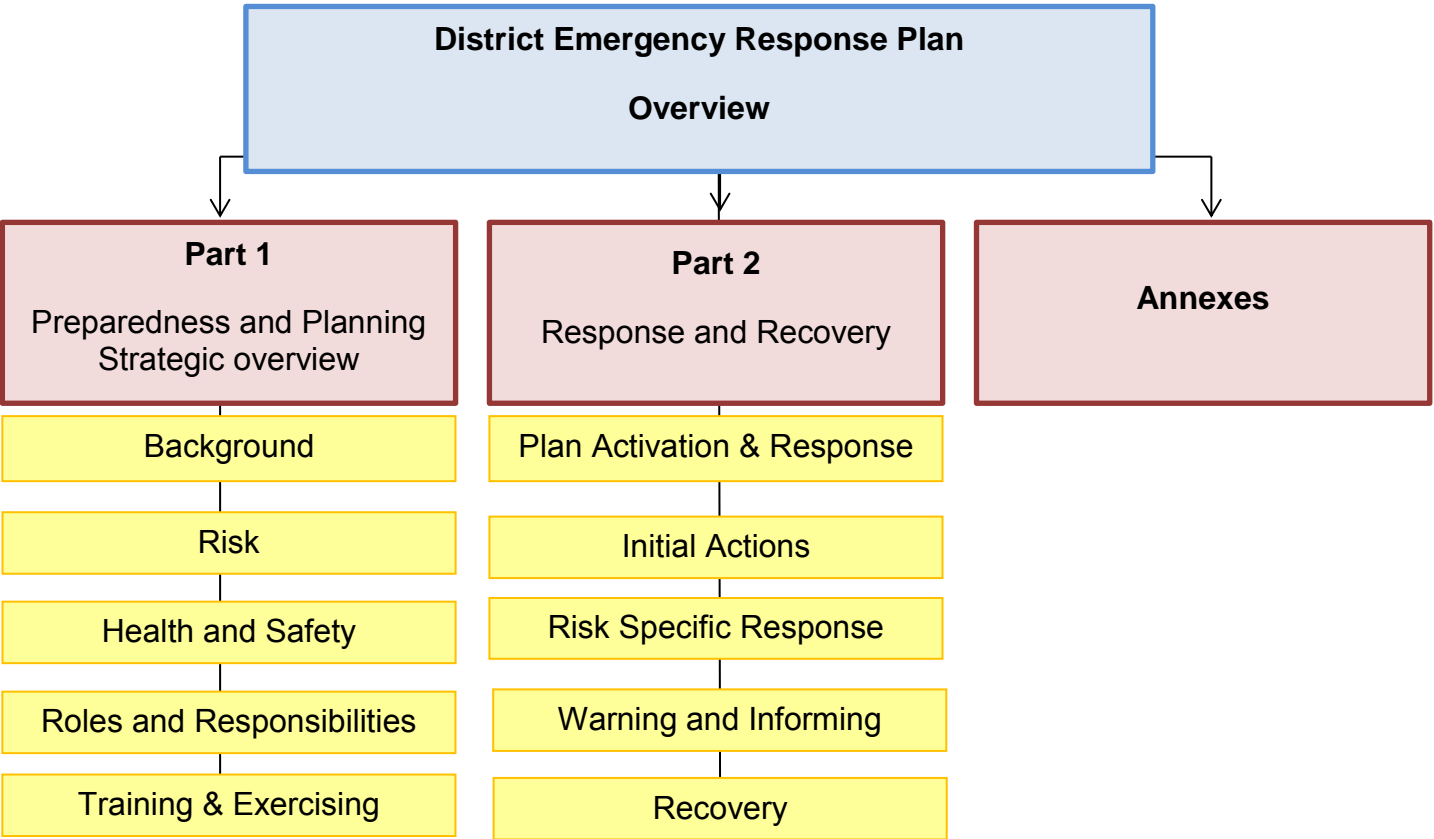 District Emergency Response Plan
Overview
Part 1
Preparedness and Planning
Strategic overview
Background
Risk
Health and Safety
Roles and Responsibilities
Training & Exercising
Part 2
Response and Recovery
Plan Activation & Response
Initial Actions
Risk Specific Response
Warning and Informing
Recovery
Annexes